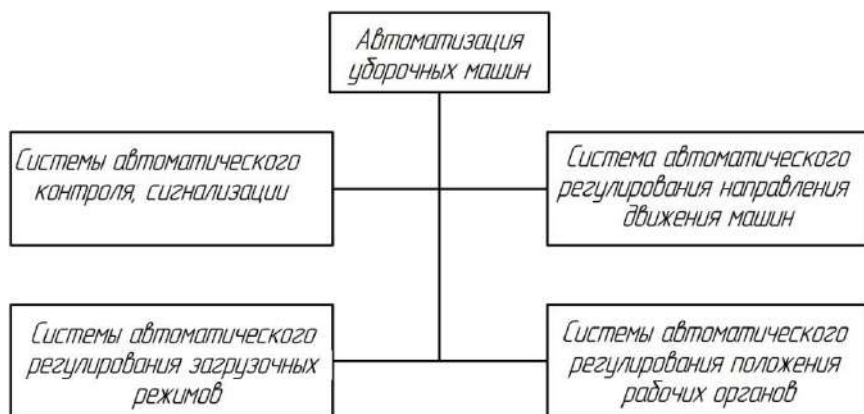 Автоматизация
уборочных машин
Системы автоматического
контроля, сигнализации
Система автоматического
регулирования направления
движения машин
Системы автоматического
регулирования загрузочных
режимов
Системы автоматического
регулирования положения
рабочих органов